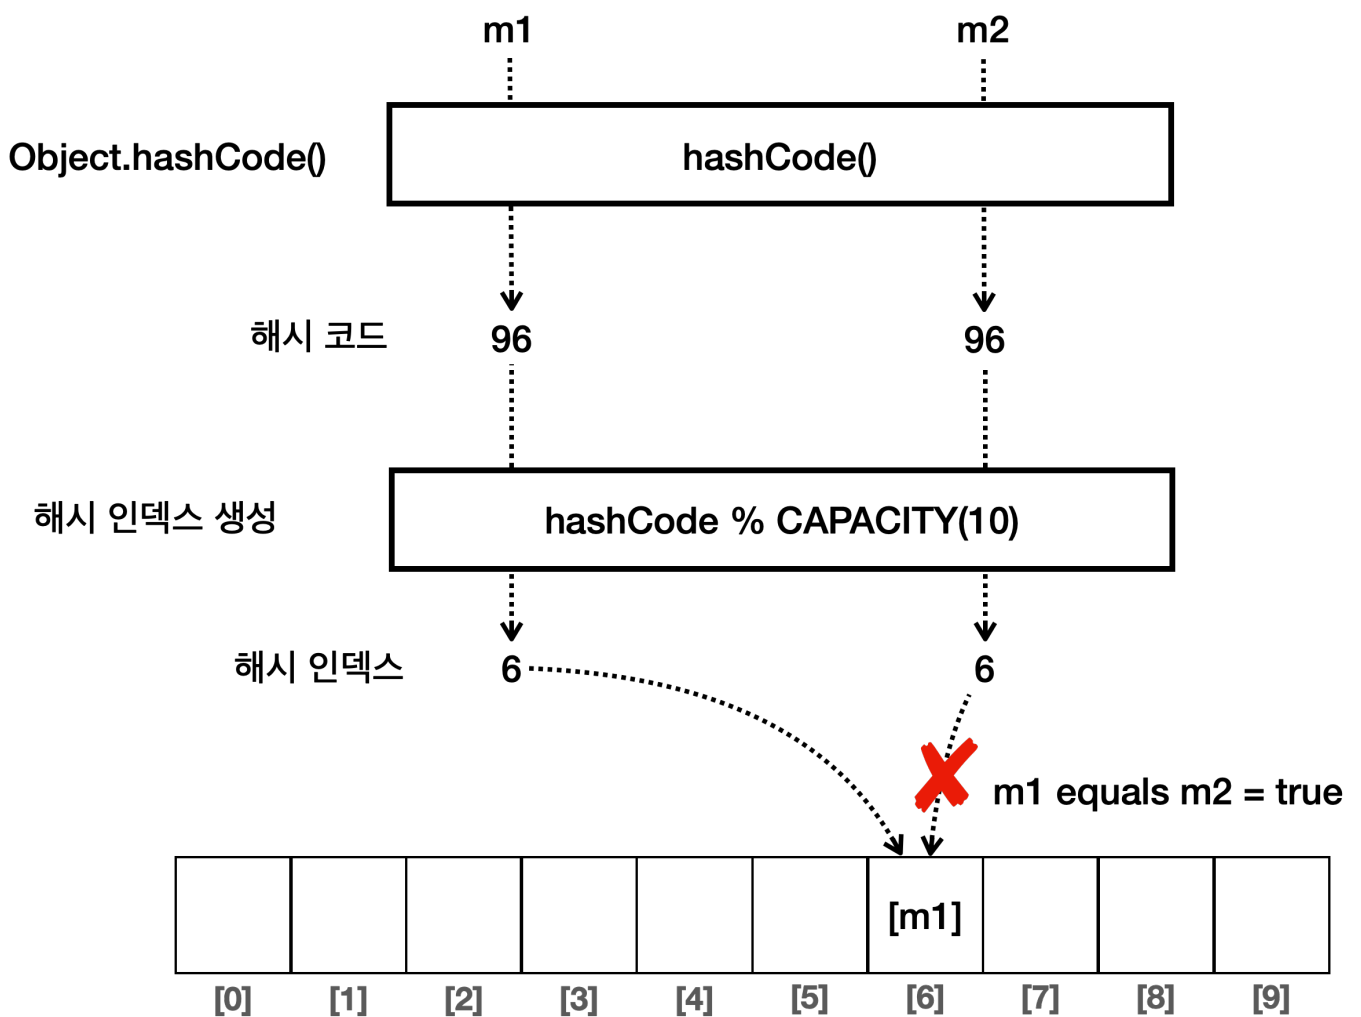 m1 m2
Object.hashCode() hashCode()
해시 코드 96 96
해시 인덱스 생성 hashCode % CAPACITY(10)
해시 인덱스 6 6
m1 equals m2 = true
[m1]
[0] [1] [2] [3] [4] [5] [6] [7] [8] [9]